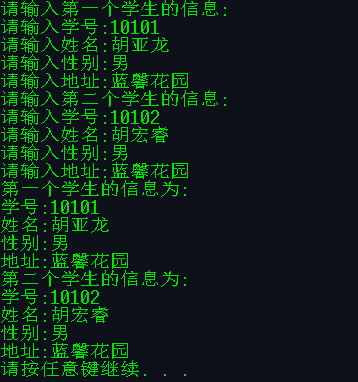 请输入第一个学生的信息:
请输入学号:10101
请输入姓名:胡亚龙
请输入性别:男
请输入地址:蓝馨花园
请输入第二个学生的信息:
请输入学号:10102
请输入姓名:胡宏睿
请输入性别:男
请输入地址:蓝馨花园
第一个学生的信息为:
学号:10101
姓名:胡亚龙
性别:男
地址:蓝馨花园
第二个学生的信息为:
学号:10102
姓名:胡宏睿
性别:男
地址:蓝馨花园
请按任意键继续. . .